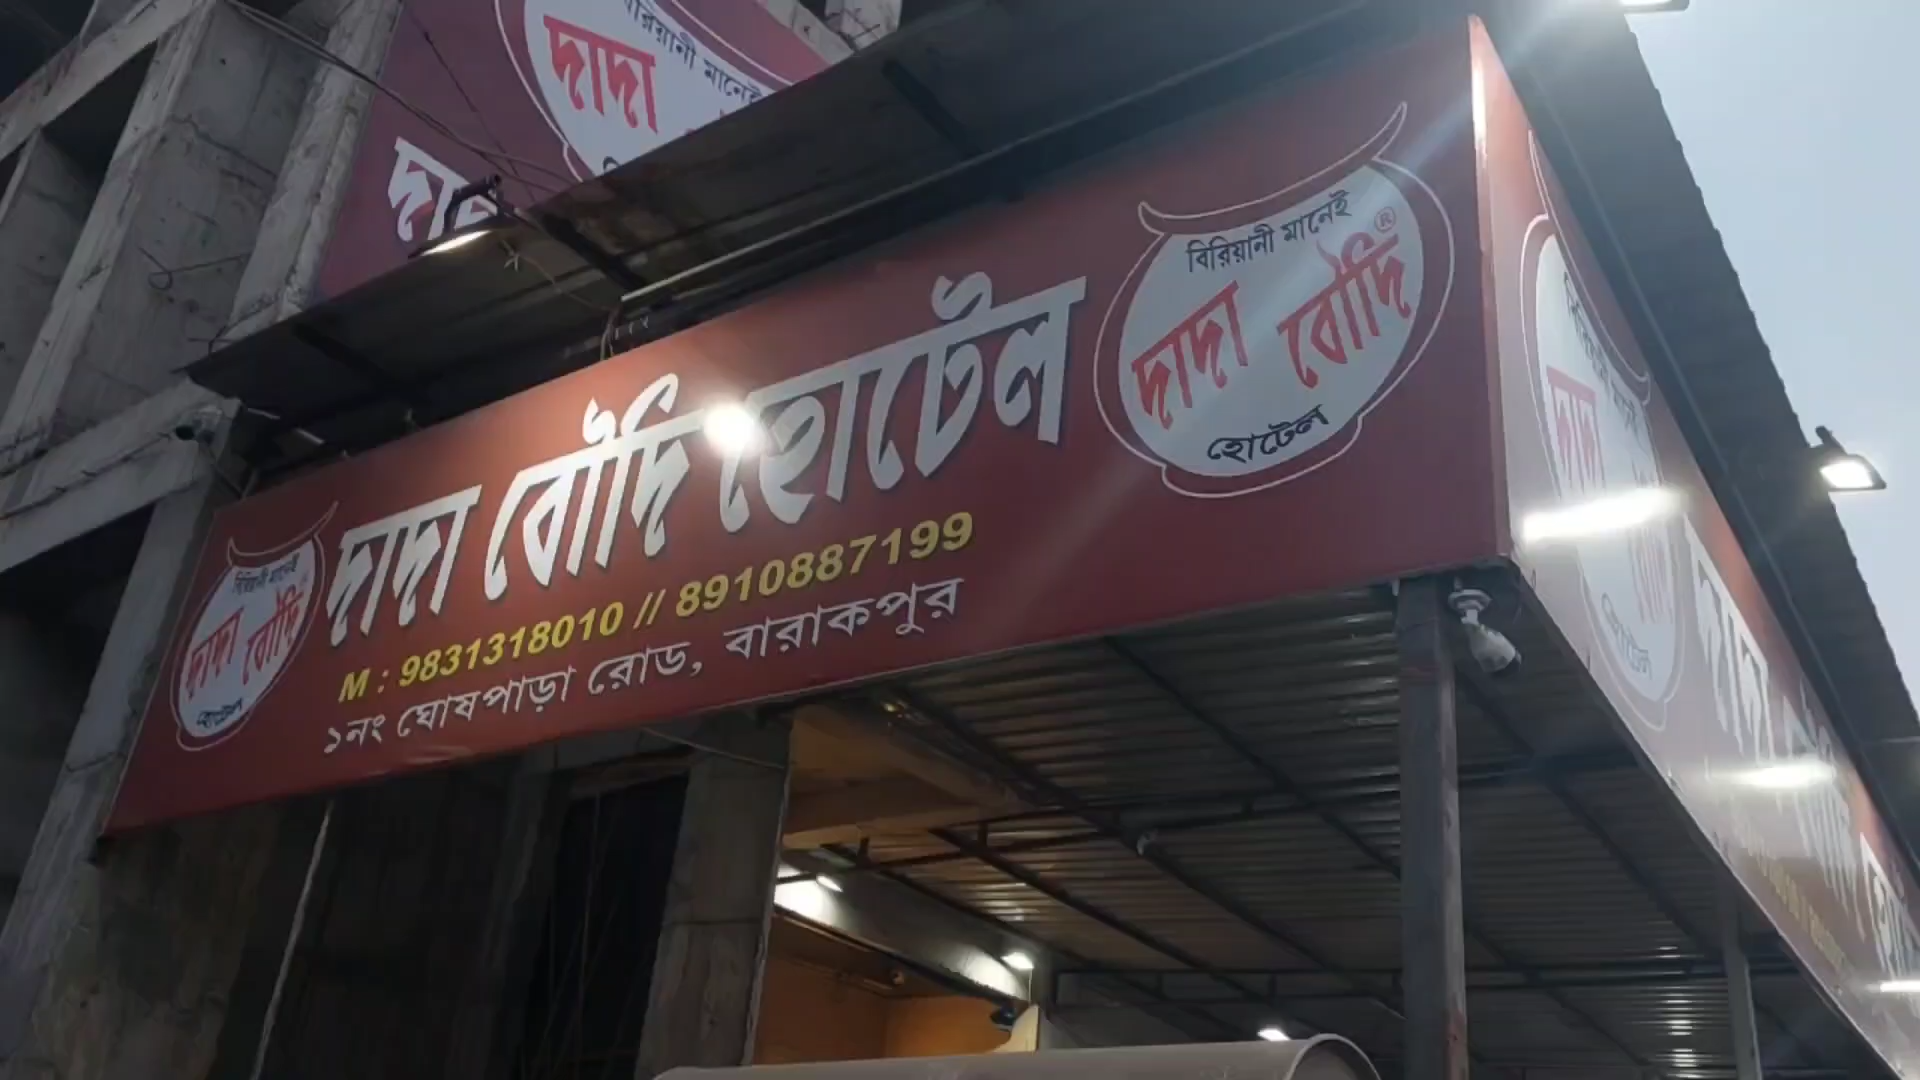 বিরিয়ানী মানেই
দাদা
বিরিয়ানী মানেই
দাদা বৌদি
হোটেল
দাদা বৌদি হোটেল
M : 9831318010 // 8910887199
১নং ঘোষপাড়া রোড, বারাকপুর
বিরিয়ানী মানেই
দাদা বৌদি ®
হোটেল
দাদা
হোটেল
দাদা